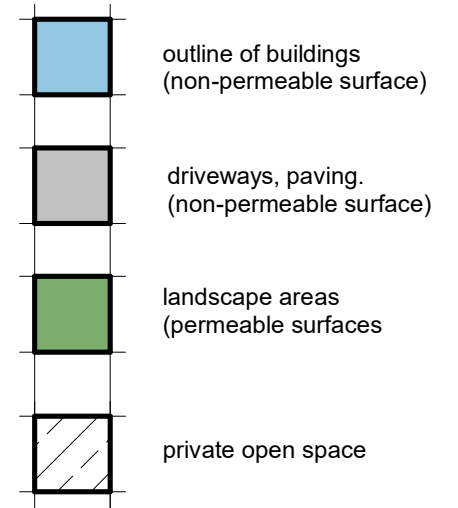 outline of buildings
(non-permeable surface)
driveways, paving.
(non-permeable surface)
landscape areas
(permeable surfaces
private open space